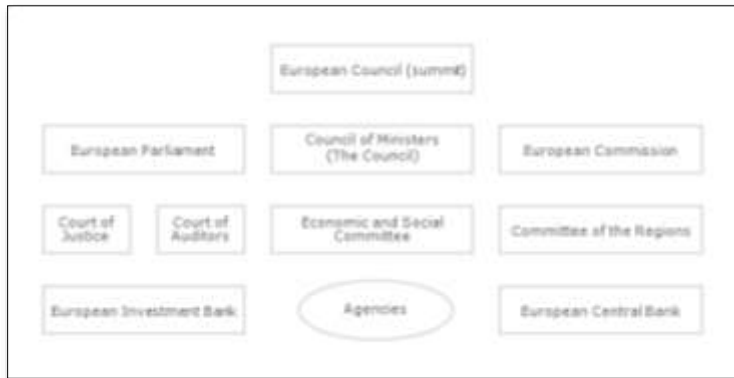 European Council (summit)
European Parliament
Council of Ministers
(The Council)
European Commission
Court of
Justice
Court of
Auditors
Economic and Social
Committee
Committee of the Regions
European Investment Bank
Agencies
European Central Bank